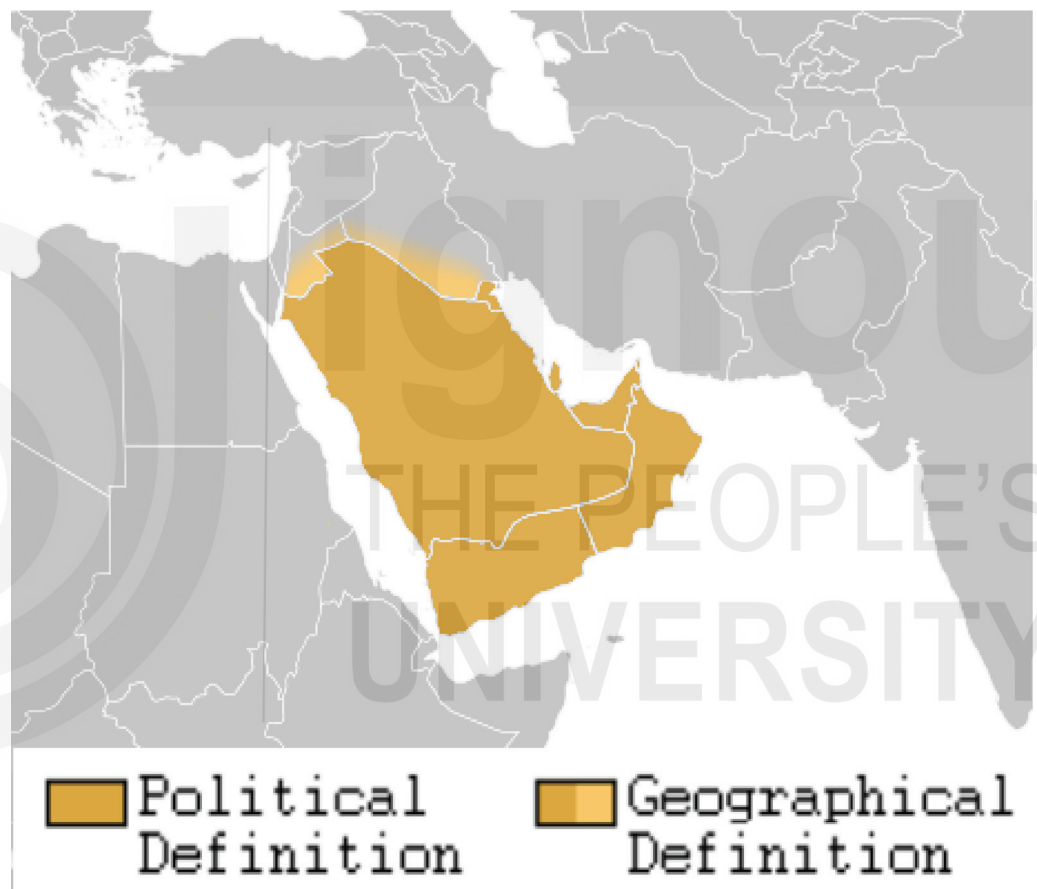 ignou
THE PEOPLE'S
UNIVERSITY
Political
Definition
Geographical
Definition